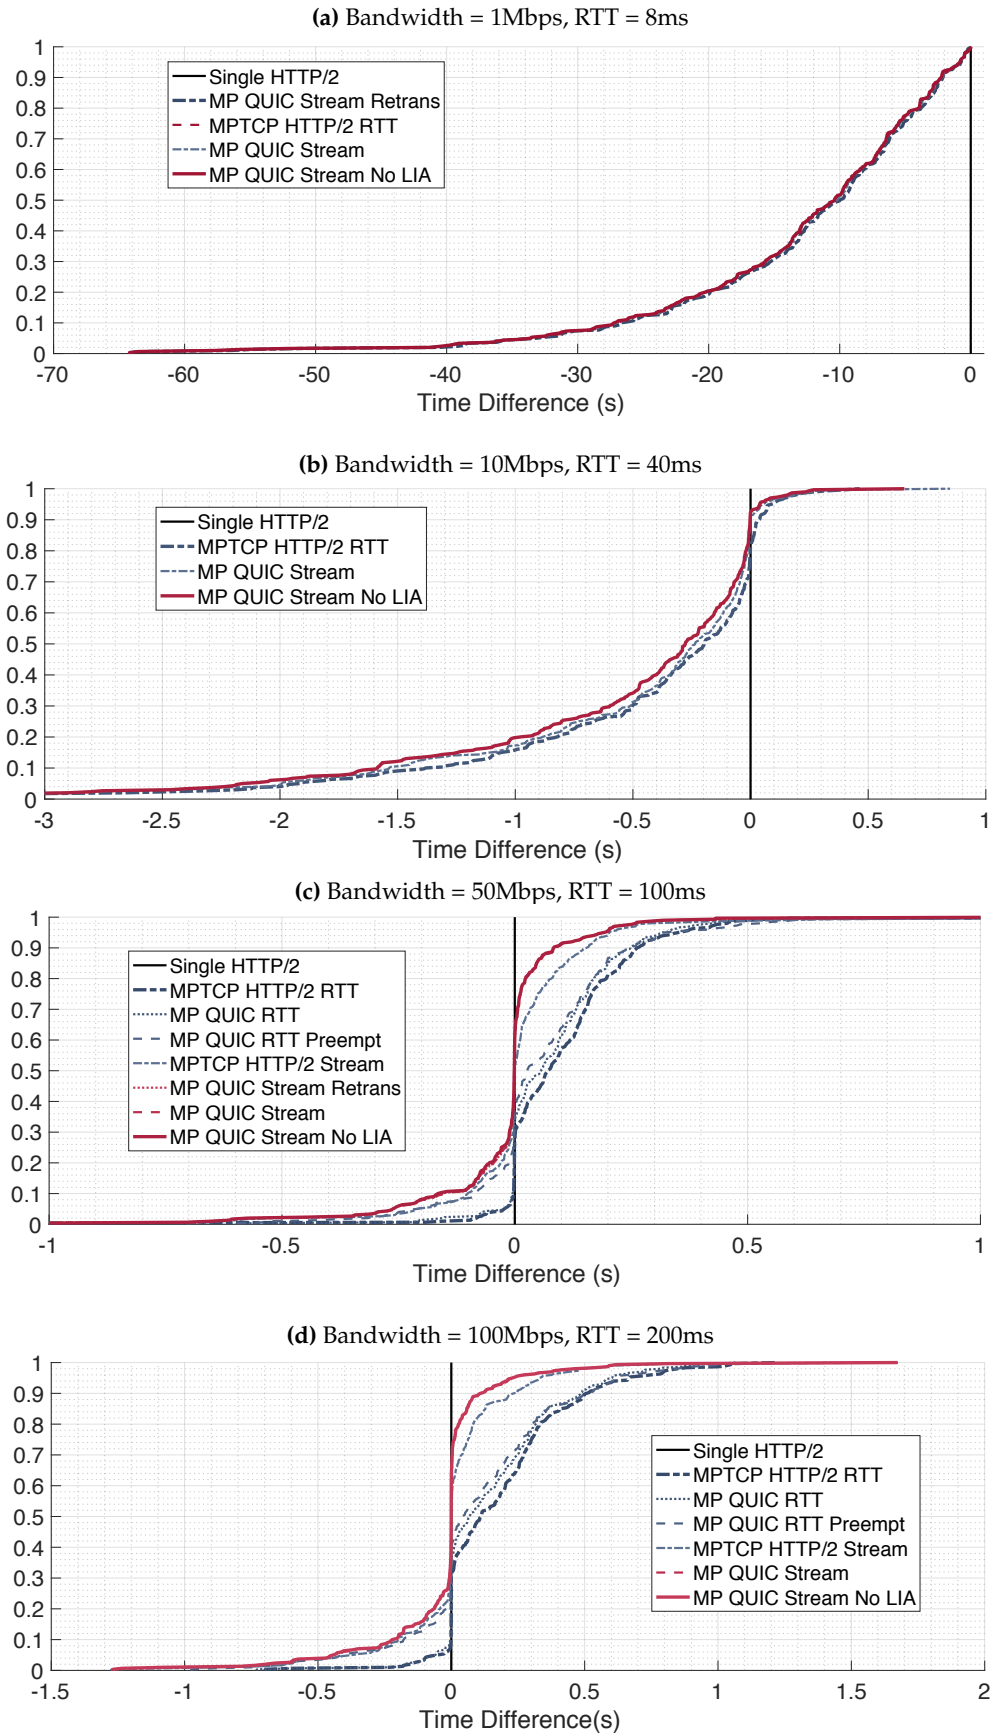 (a) Bandwidth = 1Mbps, RTT = 8ms
1
0.9
0.8
0.7
0.6
0.5
0.4
0.3
0.2
0.1
0
Single HTTP/2
MP QUIC Stream Retrans
MPTCP HTTP/2 RTT
MP QUIC Stream
MP QUIC Stream No LIA
-70 -60 -50 -40 -30 -20 -10 0
Time Difference (s)
(b) Bandwidth = 10Mbps, RTT = 40ms
1
0.9
0.8
0.7
0.6
0.5
0.4
0.3
0.2
0.1
0
Single HTTP/2
MPTCP HTTP/2 RTT
MP QUIC Stream
MP QUIC Stream No LIA
-3 -2.5 -2 -1.5 -1 -0.5 0 0.5 1
Time Difference (s)
(c) Bandwidth = 50Mbps, RTT = 100ms
1
0.9
0.8
0.7
0.6
0.5
0.4
0.3
0.2
0.1
0
Single HTTP/2
MPTCP HTTP/2 RTT
MP QUIC RTT
MP QUIC RTT Preempt
MPTCP HTTP/2 Stream
MP QUIC Stream Retrans
MP QUIC Stream
MP QUIC Stream No LIA
-1 -0.5 0 0.5 1
Time Difference (s)
(d) Bandwidth = 100Mbps, RTT = 200ms
1
0.9
0.8
0.7
0.6
0.5
0.4
0.3
0.2
0.1
0
Single HTTP/2
MPTCP HTTP/2 RTT
MP QUIC RTT
MP QUIC RTT Preempt
MPTCP HTTP/2 Stream
MP QUIC Stream
MP QUIC Stream No LIA
-1.5 -1 -0.5 0 0.5 1 1.5 2
Time Difference(s)